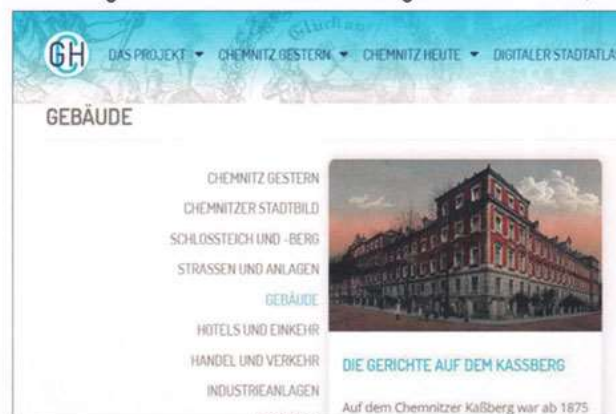 GH
DAS PROJEKT CHEMNITZ GESTERN CHEMNITZ HEUTE DIGITALER STADTATLAS
Glückauf
GEBÄUDE
CHEMNITZ GESTERN
CHEMNITZER STADTBILD
SCHLOSSTEICH UND -BERG
STRASSEN UND ANLAGEN
GEBÄUDE
HOTELS UND EINKEHR
HANDEL UND VERKEHR
INDUSTRIEANLAGEN
DIE GERICHTE AUF DEM KASSBERG
Auf dem Chemnitzer Kaßberg war ab 1875